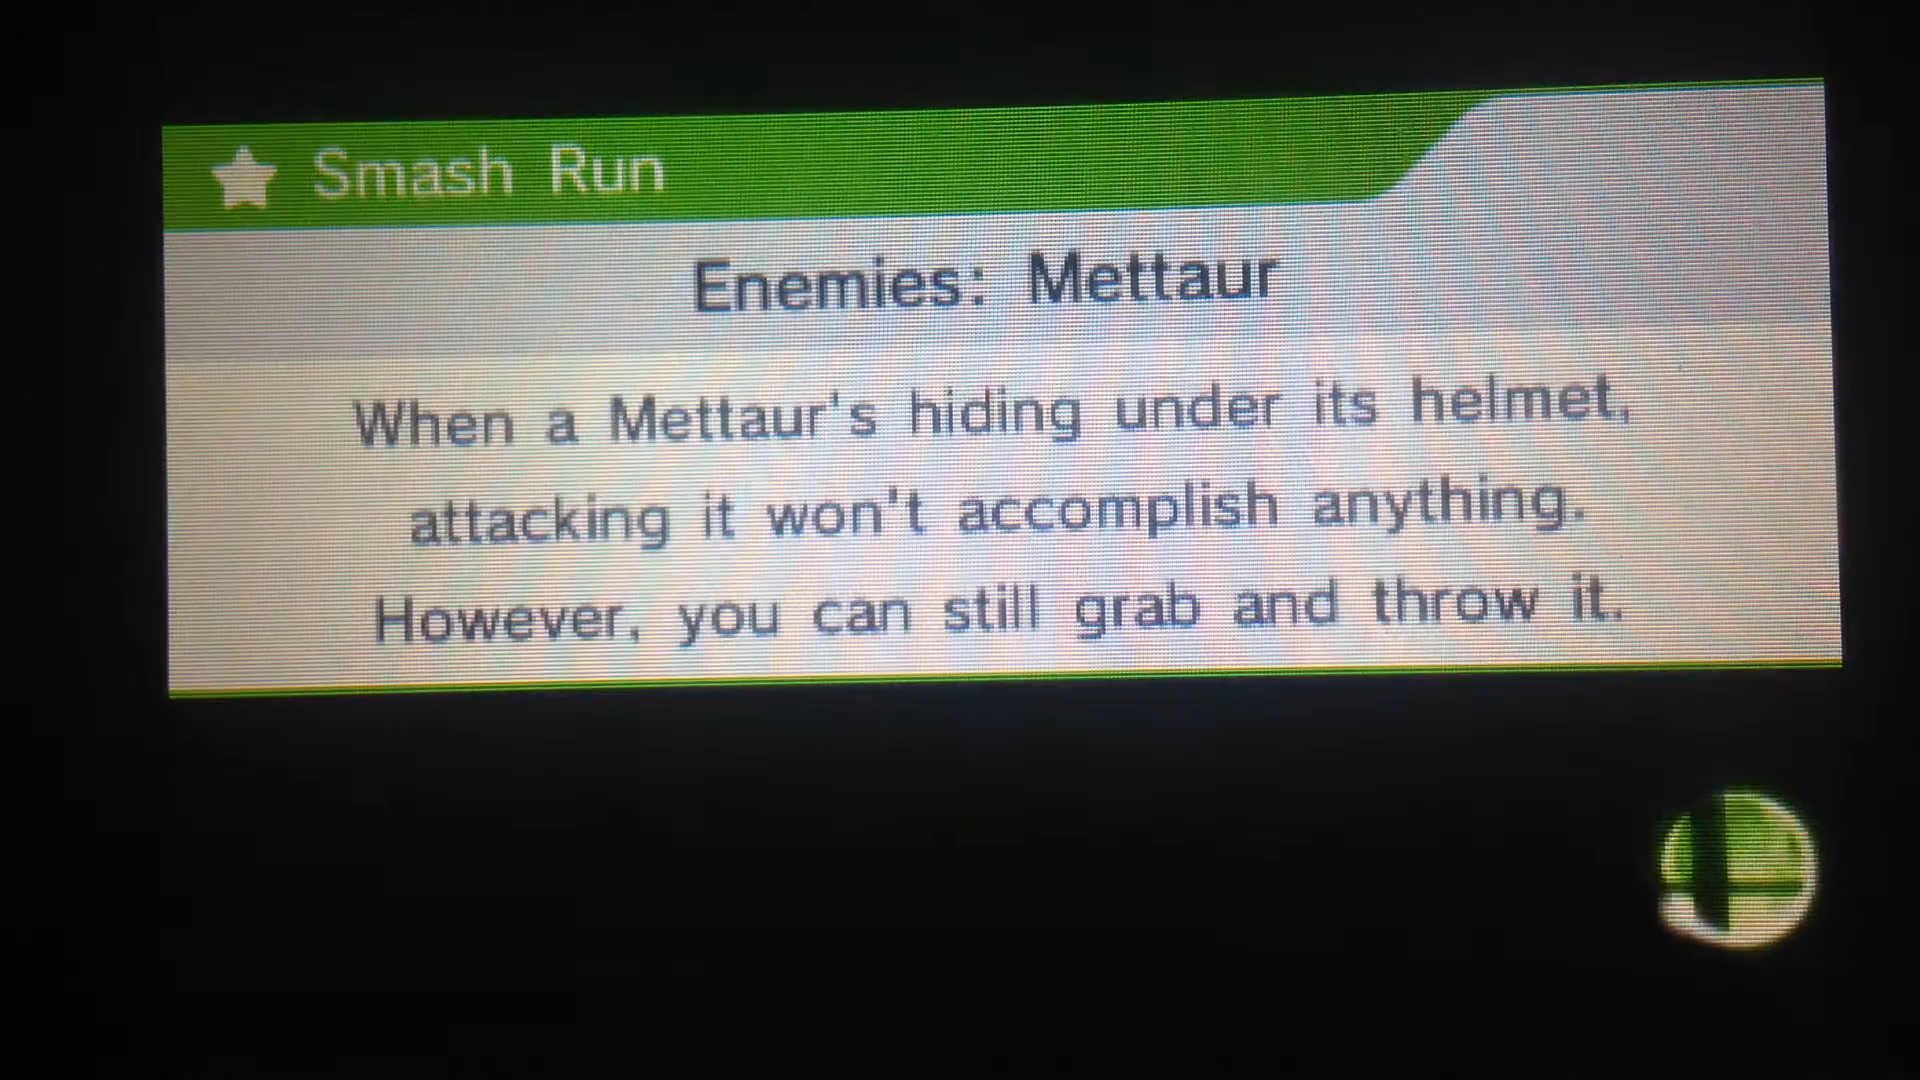 Smash Run
Enemies: Mettaur
When a Mettaur's hiding under its helmet,
attacking it won't accomplish anything.
However, you can still grab and throw it.